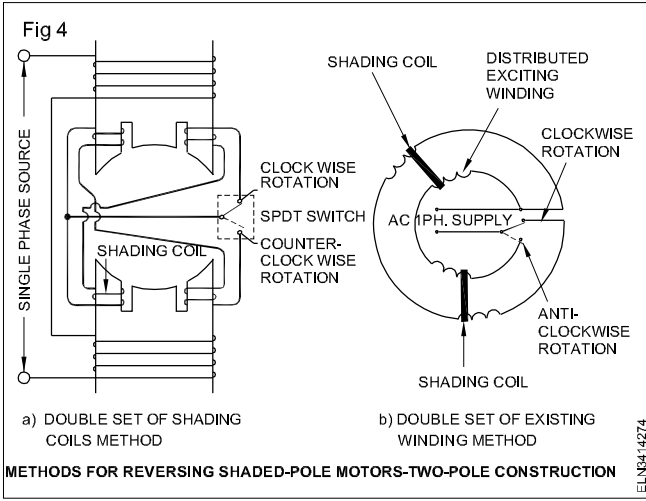 Fig 4
SINGLE PHASE SOURCE
CLOCK WISE
ROTATION
SPDT SWITCH
COUNTER-
CLOCK WISE
ROTATION
SHADING COIL
a) DOUBLE SET OF SHADING
COILS METHOD
SHADING COIL
DISTRIBUTED
EXCITING
WINDING
CLOCKWISE
ROTATION
AC 1PH. SUPPLY
ANTI-
CLOCKWISE
ROTATION
SHADING COIL
b) DOUBLE SET OF EXISTING
WINDING METHOD
METHODS FOR REVERSING SHADED-POLE MOTORS-TWO-POLE CONSTRUCTION
ELN3414274